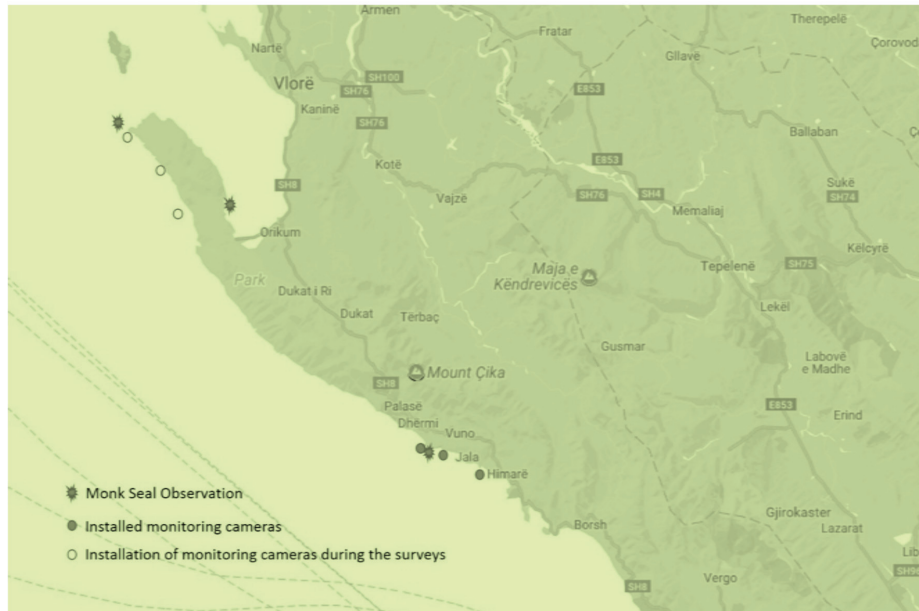 Armen
Therepelë
Fratar
Çorovod
Nartë
Gllavë
Vlorë
SH100
SH76
E853
Kaninë
SH76
Ballaban
Kotë
E853
Sukë
SH8
Vajzë
SH76
SH4
SH74
Memaliaj
Orikum
Këlcyrë
Maja e
Këndrevicës
Tepelenë
SH75
Park
Dukat i Ri
Lekël
Dukat
Tërbaç
Gusmar
Labovë
e Madhe
Mount Çika
SH8
E853
Palasë
Erind
Dhërmi
Vuno
Jala
Himarë
Monk Seal Observation
Gjirokaster
Installed monitoring cameras
Borsh
Lazarat
Installation of monitoring cameras during the surveys
Lib
SH8
Vergo